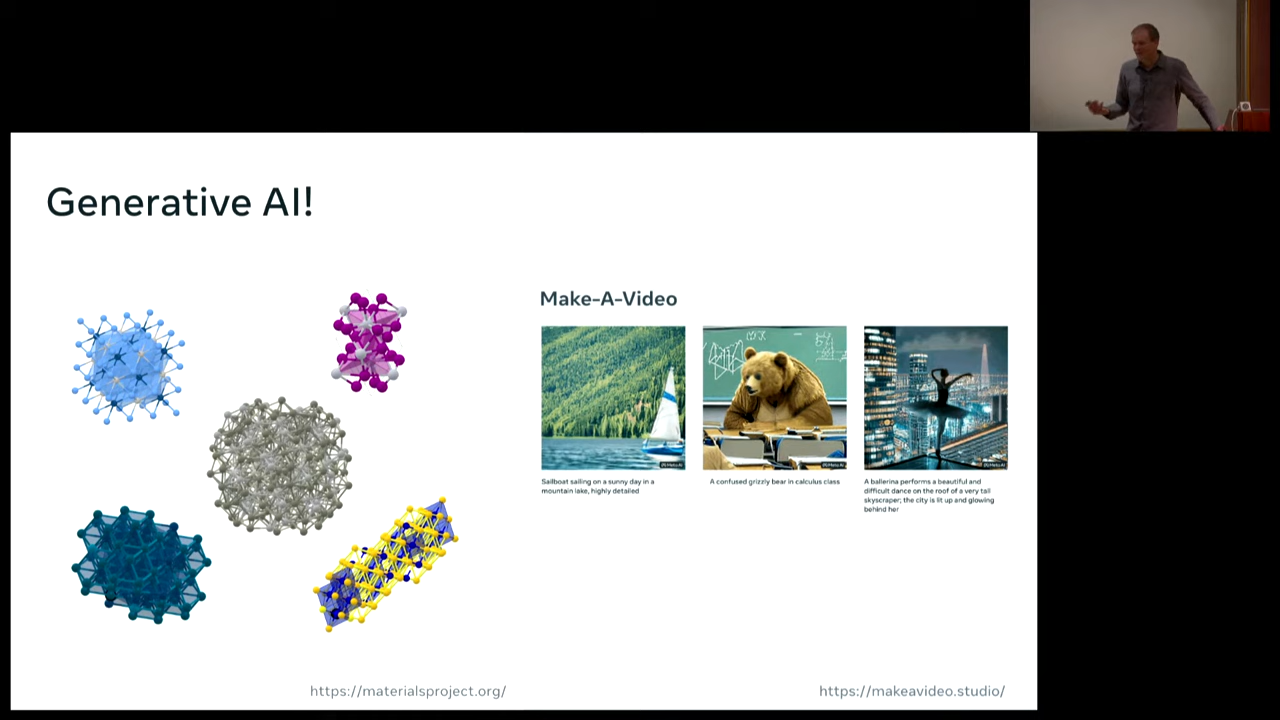 Generative AI!
Make-A-Video
Sailboat sailing on a sunny day in a
mountain lake, highly detailed
A confused grizzly bear in calculus class
A ballerina performs a beautiful and
difficult dance on the roof of a very tall
skyscraper; the city is lit up and glowing
behind her
https://materialsproject.org/
https://makeavideo.studio/